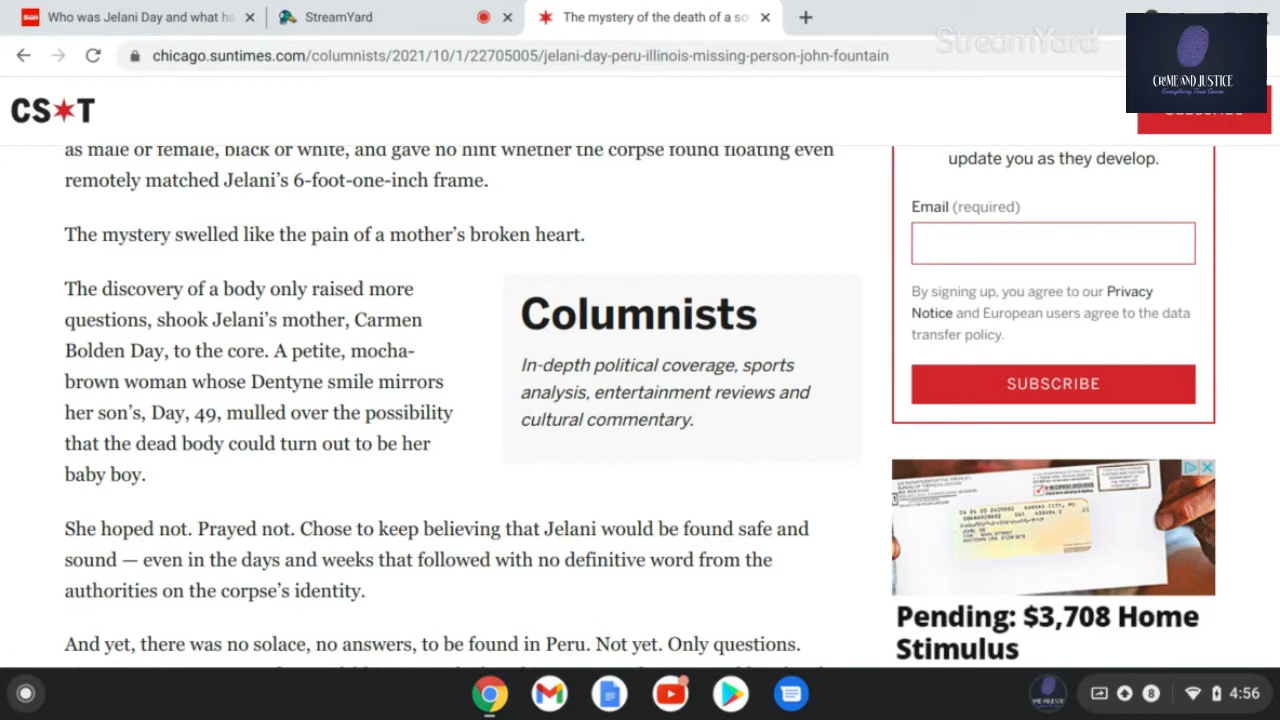 Who was Jelani Day and what ha
StreamYard
The mystery of the death of a so
StreamYard
chicago.suntimes.com/columnists/2021/10/1/22705005/jelani-day-peru-illinois-missing-person-john-fountain
CRIME AND JUSTICE
Everything True Crime
CS★T
SUBSCRIBE
as male or female, black or white, and gave no hint whether the corpse found floating even
remotely matched Jelani's 6-foot-one-inch frame.
The mystery swelled like the pain of a mother's broken heart.
The discovery of a body only raised more
questions, shook Jelani's mother, Carmen
Bolden Day, to the core. A petite, mocha-
brown woman whose Dentyne smile mirrors
her son's, Day, 49, mulled over the possibility
that the dead body could turn out to be her
baby boy.
Columnists
In-depth political coverage, sports
analysis, entertainment reviews and
cultural commentary.
She hoped not. Prayed not. Chose to keep believing that Jelani would be found safe and
sound — even in the days and weeks that followed with no definitive word from the
authorities on the corpse's identity.
And yet, there was no solace, no answers, to be found in Peru. Not yet. Only questions.
update you as they develop.
Email (required)
By signing up, you agree to our Privacy
Notice and European users agree to the data
transfer policy.
SUBSCRIBE
Pending: $3,708 Home
Stimulus
8
4:56